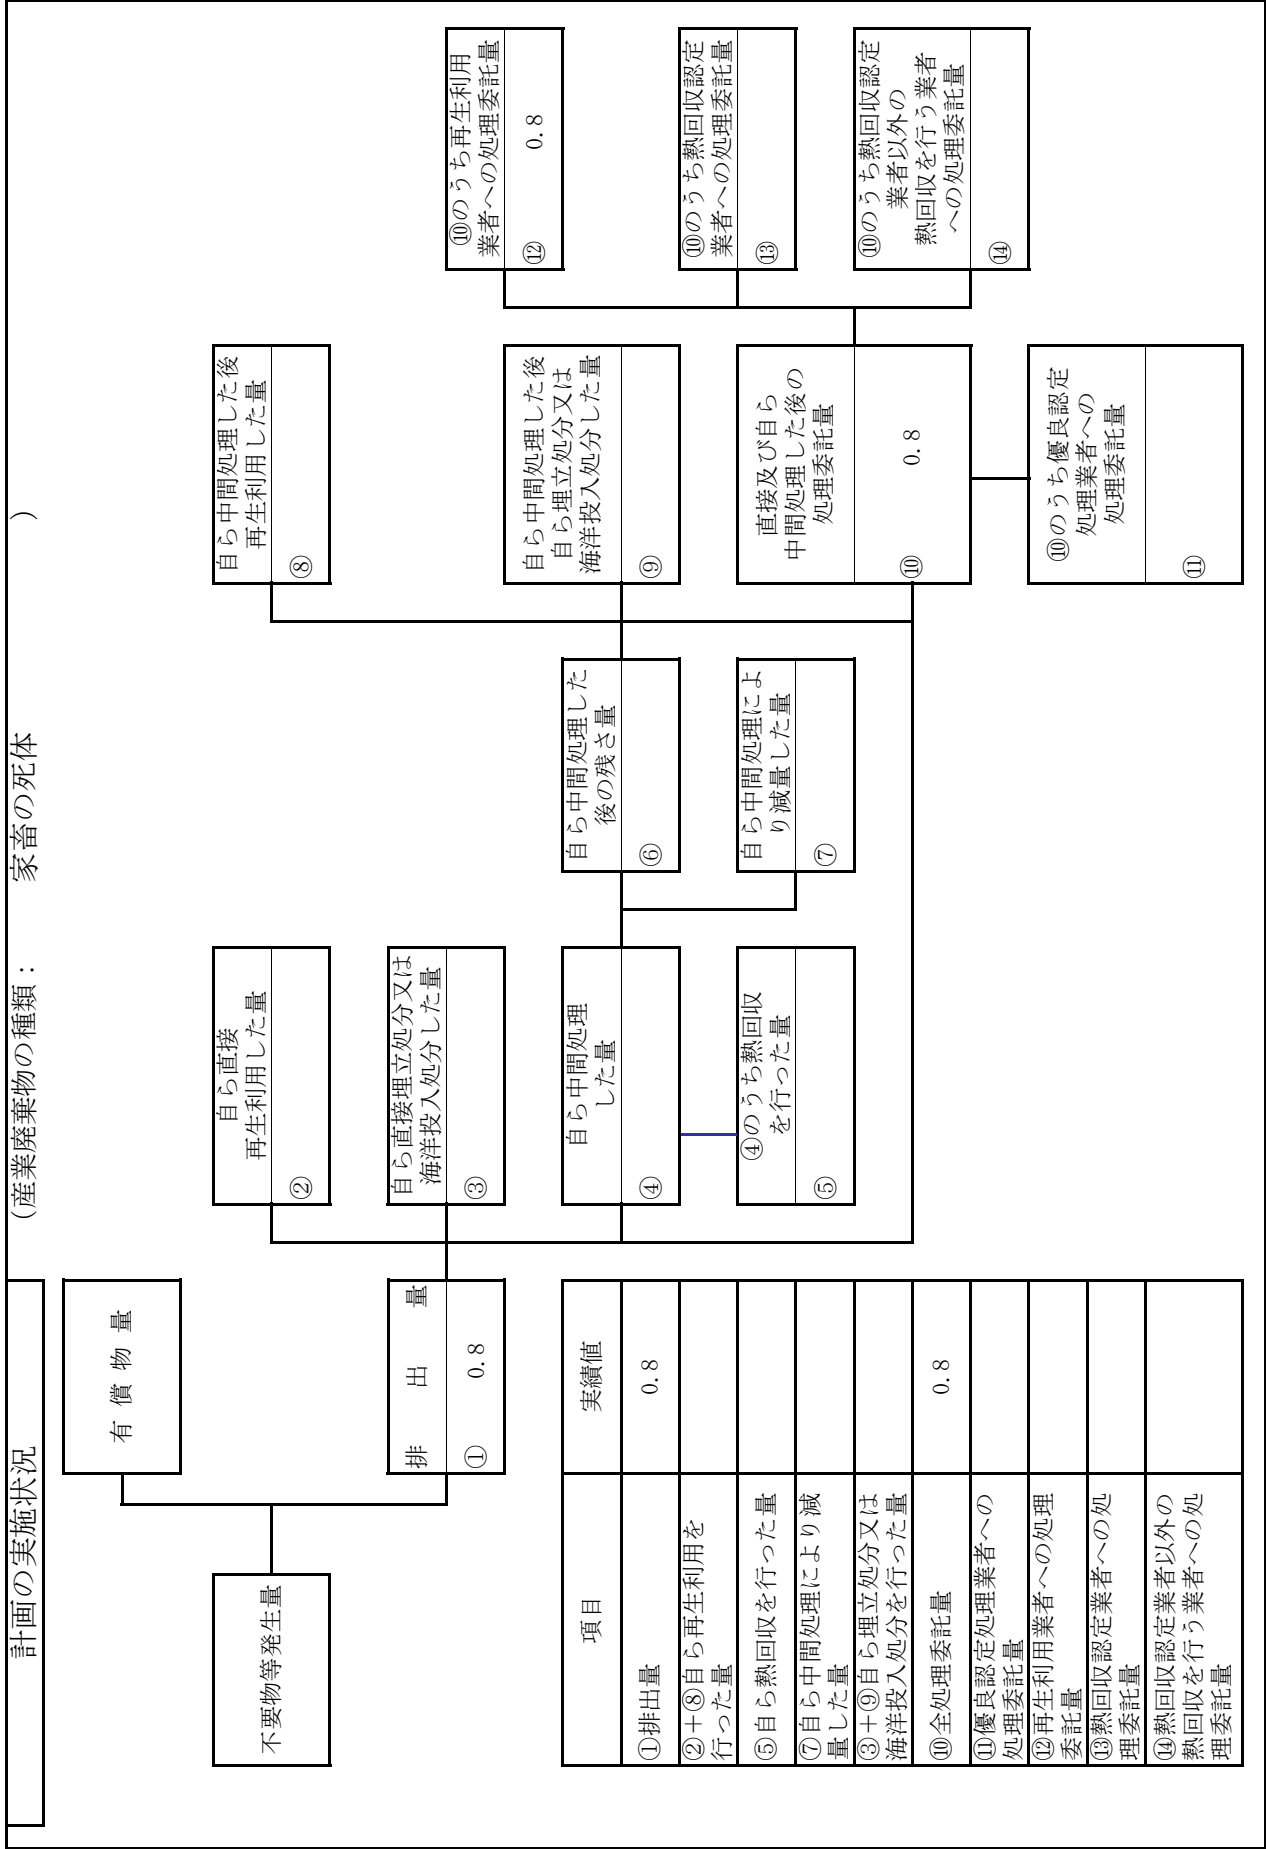 計画の実施状況
(産業廃棄物の種類： 家畜の死体 )
不要物等発生量
有 償 物 量
排 出 量
① 0.8
自ら直接
再生利用した量
②
自ら直接埋立処分又は
海洋投入処分した量
③
自ら中間処理
した量
④
④のうち熱回収
を行った量
⑤
自ら中間処理した
後の残さ量
⑥
自ら中間処理によ
り減量した量
⑦
自ら中間処理した後
再生利用した量
⑧
自ら中間処理した後
自ら埋立処分又は
海洋投入処分した量
⑨
直接及び自ら
中間処理した後の
処理委託量
⑩ 0.8
⑩のうち優良認定
処理業者への
処理委託量
⑪
⑩のうち再生利用
業者への処理委託量
⑫ 0.8
⑩のうち熱回収認定
業者への処理委託量
⑬
⑩のうち熱回収認定
業者以外の
熱回収を行う業者
への処理委託量
⑭
項目 実績値
①排出量 0.8
②＋⑧自ら再生利用を
行った量
⑤自ら熱回収を行った量
⑦自ら中間処理により減
量した量
③＋⑨自ら埋立処分又は
海洋投入処分を行った量
⑩全処理委託量 0.8
⑪優良認定処理業者への
処理委託量
⑫再生利用業者への処理
委託量
⑬熱回収認定業者への処
理委託量
⑭熱回収認定業者以外の
熱回収を行う業者への処
理委託量